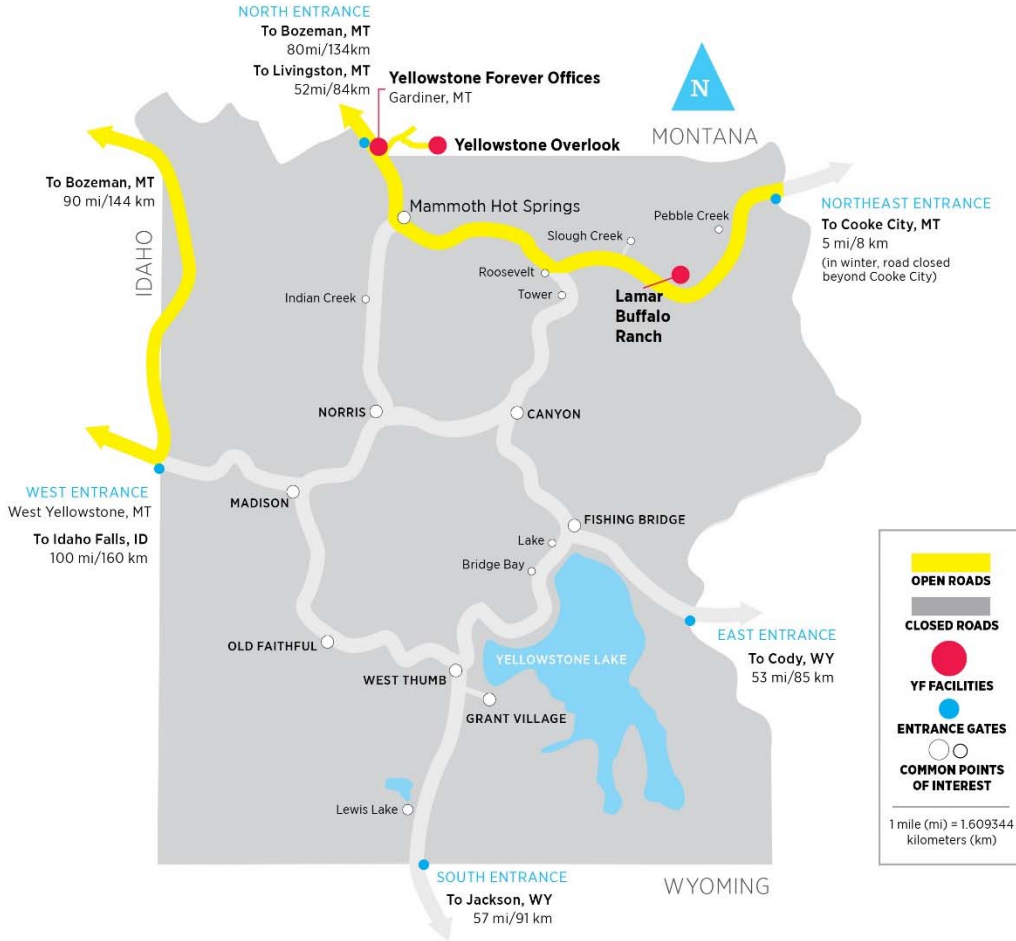 NORTH ENTRANCE
To Bozeman, MT
80mi/134km
To Livingston, MT
52mi/84km
Yellowstone Forever Offices
Gardiner, MT
N
MONTANA
Yellowstone Overlook
To Bozeman, MT
90 mi/144 km
IDAHO
Mammoth Hot Springs
Pebble Creek
Slough Creek
NORTHEAST ENTRANCE
To Cooke City, MT
5 mi/8 km
(in winter, road closed
beyond Cooke City)
Roosevelt
Tower
Indian Creek
Lamar
Buffalo
Ranch
NORRIS
CANYON
WEST ENTRANCE
West Yellowstone, MT
To Idaho Falls, ID
100 mi/160 km
MADISON
FISHING BRIDGE
Lake
Bridge Bay
OLD FAITHFUL
WEST THUMB
GRANT VILLAGE
YELLOWSTONE LAKE
EAST ENTRANCE
To Cody, WY
53 mi/85 km
Lewis Lake
SOUTH ENTRANCE
To Jackson, WY
57 mi/91 km
WYOMING
OPEN ROADS
CLOSED ROADS
YF FACILITIES
ENTRANCE GATES
COMMON POINTS
OF INTEREST
1 mile (mi) = 1.609344
kilometers (km)